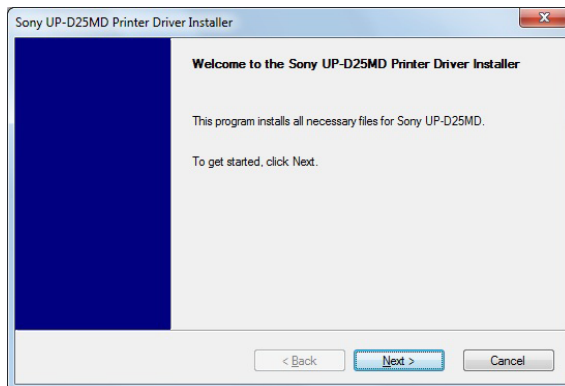 Sony UP-D25MD Printer Driver Installer
Welcome to the Sony UP-D25MD Printer Driver Installer
This program installs all necessary files for Sony UP-D25MD.
To get started, click Next.
< Back Next > Cancel